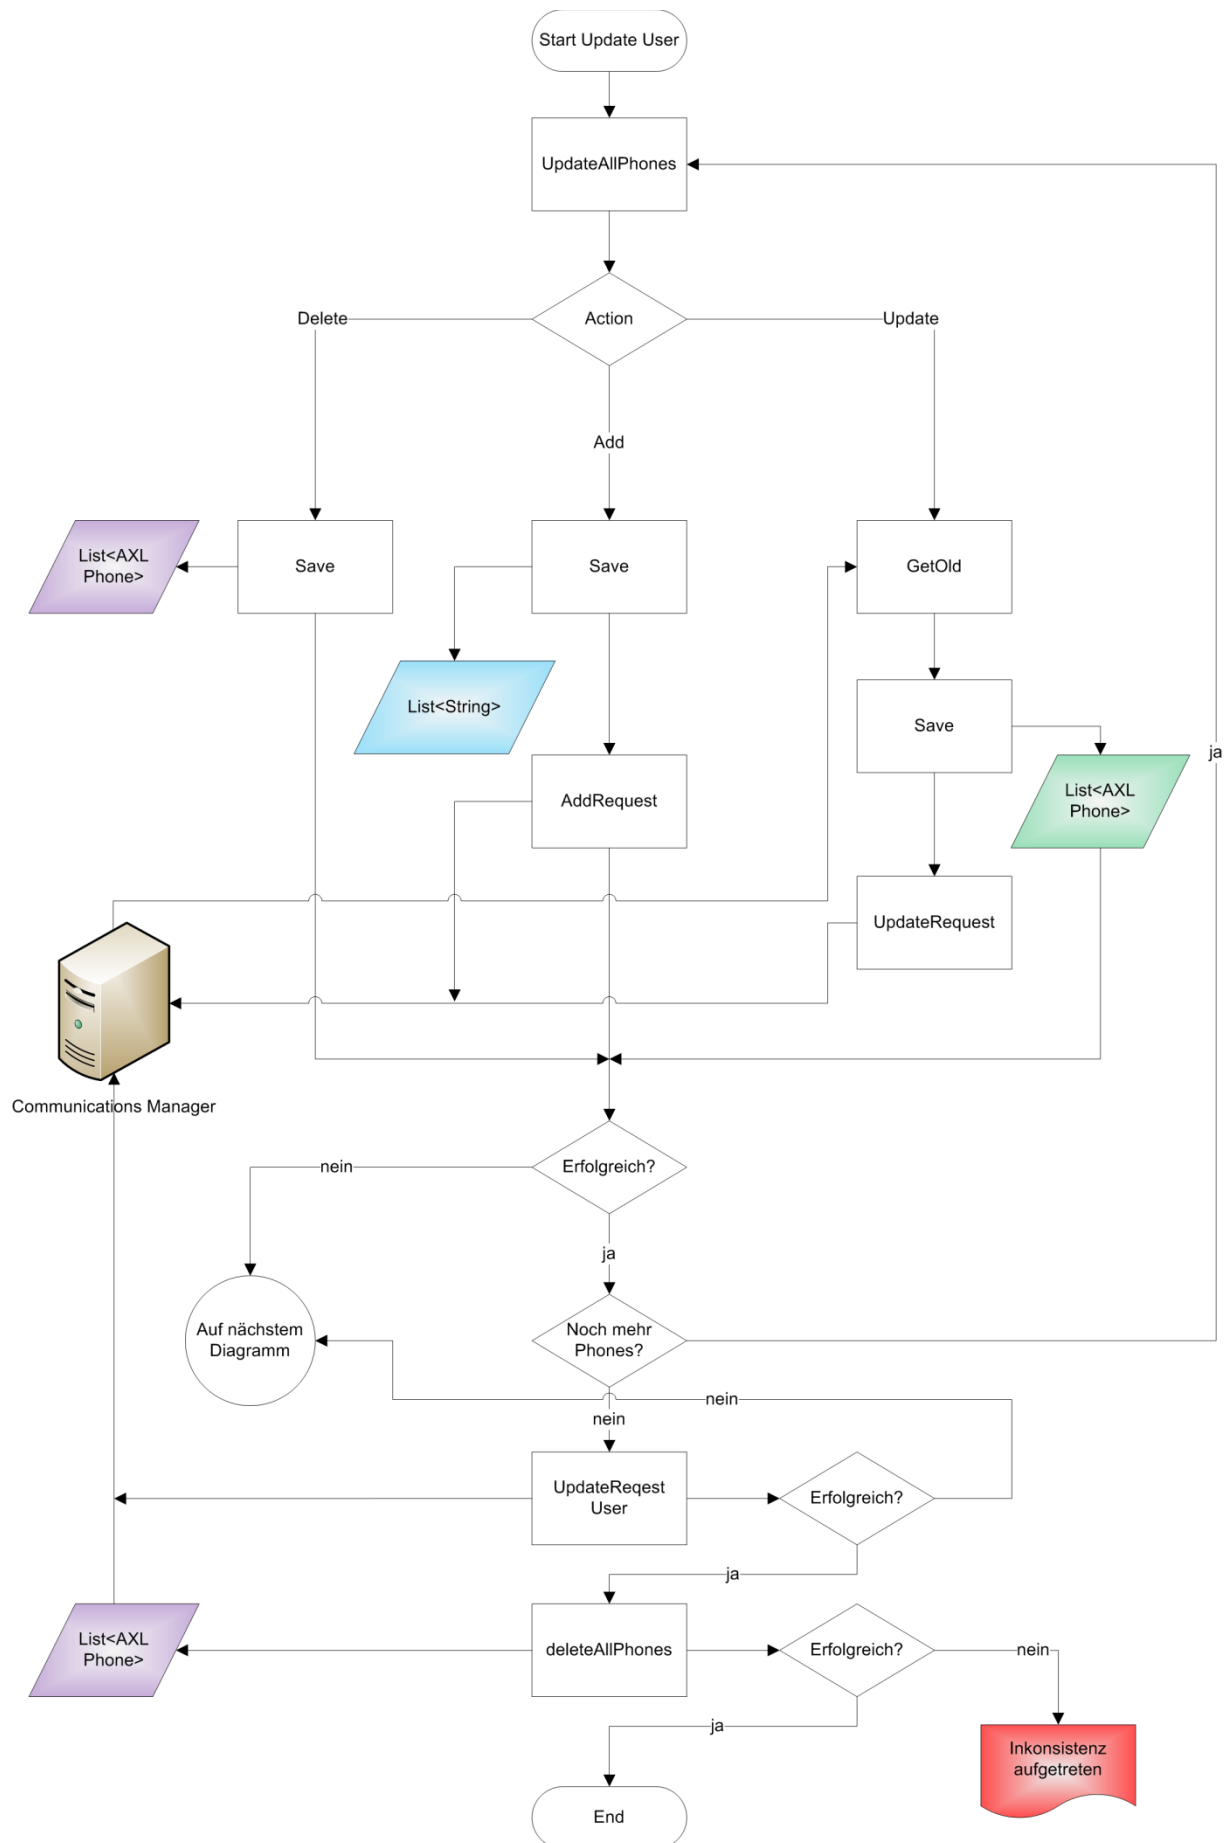 Start Update User
UpdateAllPhones
Action
Delete
Update
Add
List<AXL
Phone>
Save
Save
GetOld
List<String>
Save
ja
List<AXL
Phone>
AddRequest
UpdateRequest
Communications Manager
Erfolgreich?
nein
ja
Auf nächstem
Diagramm
Noch mehr
Phones?
nein
nein
UpdateReqest
User
Erfolgreich?
ja
List<AXL
Phone>
deleteAllPhones
Erfolgreich?
nein
ja
Inkonsistenz
aufgetreten
End